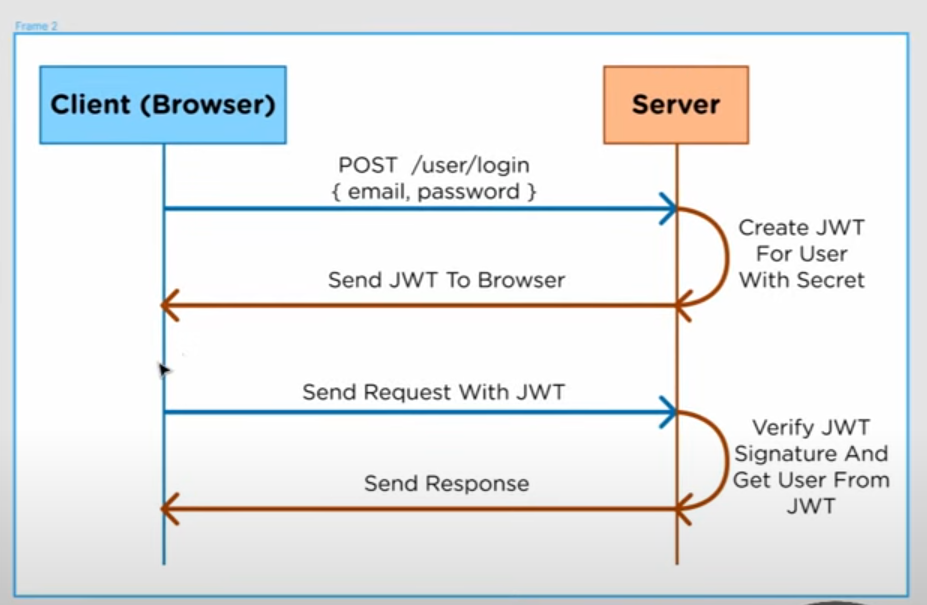 Frame 2
Client (Browser)
Server
POST /user/login
{ email, password }
Create JWT
For User
With Secret
Send JWT To Browser
Send Request With JWT
Verify JWT
Signature And
Get User From
JWT
Send Response